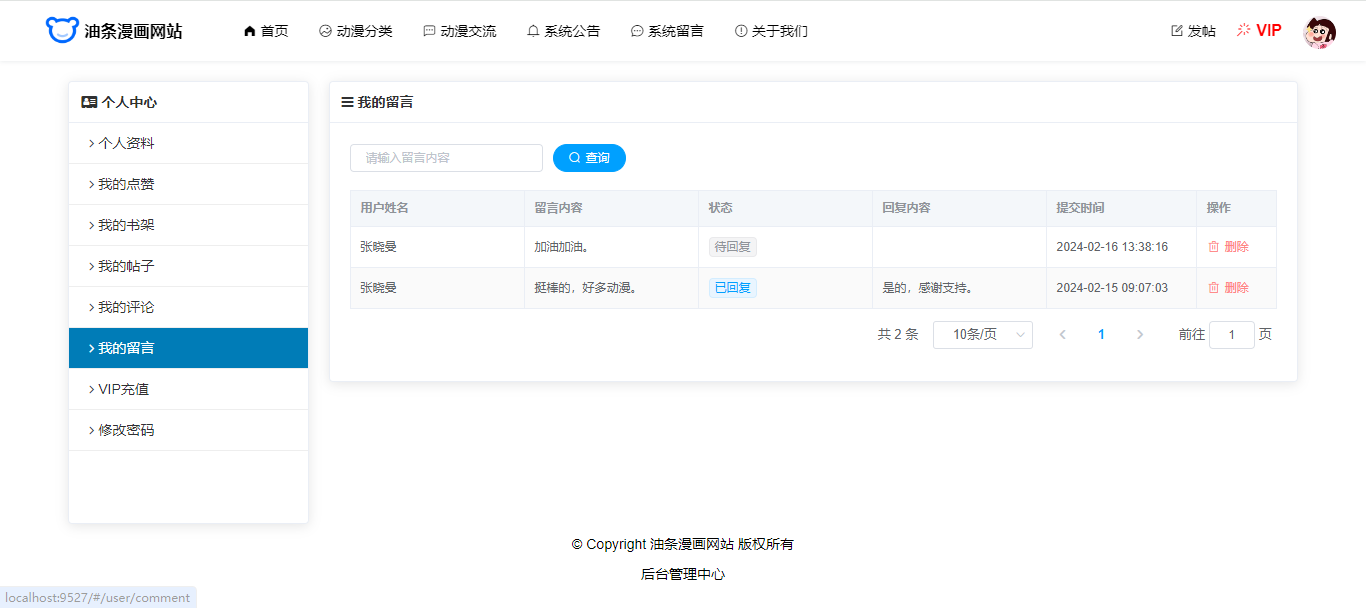 油条漫画网站 首页 动漫分类 动漫交流 系统公告 系统留言 关于我们 发帖 VIP
个人中心
个人资料
我的点赞
我的书架
我的帖子
我的评论
我的留言
VIP充值
修改密码
我的留言
请输入留言内容 查询
用户姓名 留言内容 状态 回复内容 提交时间 操作
张晓曼 加油加油。 待回复 2024-02-16 13:38:16 删除
张晓曼 挺棒的，好多动漫。 已回复 是的，感谢支持。 2024-02-15 09:07:03 删除
共 2 条 10条/页 1 前往 1 页
© Copyright 油条漫画网站 版权所有
后台管理中心
localhost:9527/#/user/comment